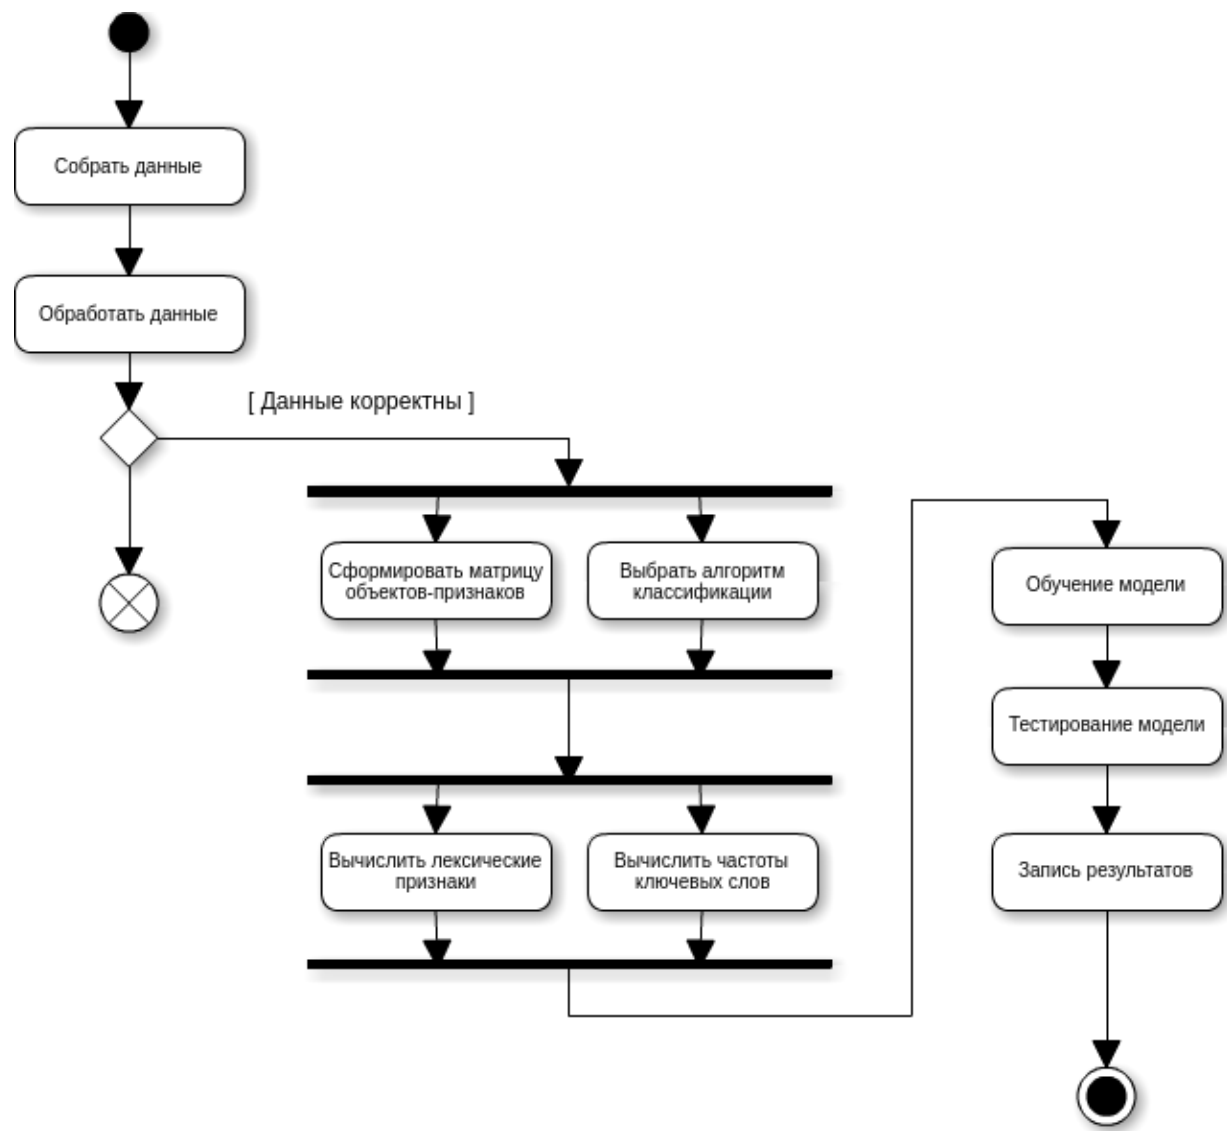 Собрать данные
Обработать данные
[ Данные корректны ]
Сформировать матрицу
объектов-признаков
Выбрать алгоритм
классификации
Вычислить лексические
признаки
Вычислить частоты
ключевых слов
Обучение модели
Тестирование модели
Запись результатов